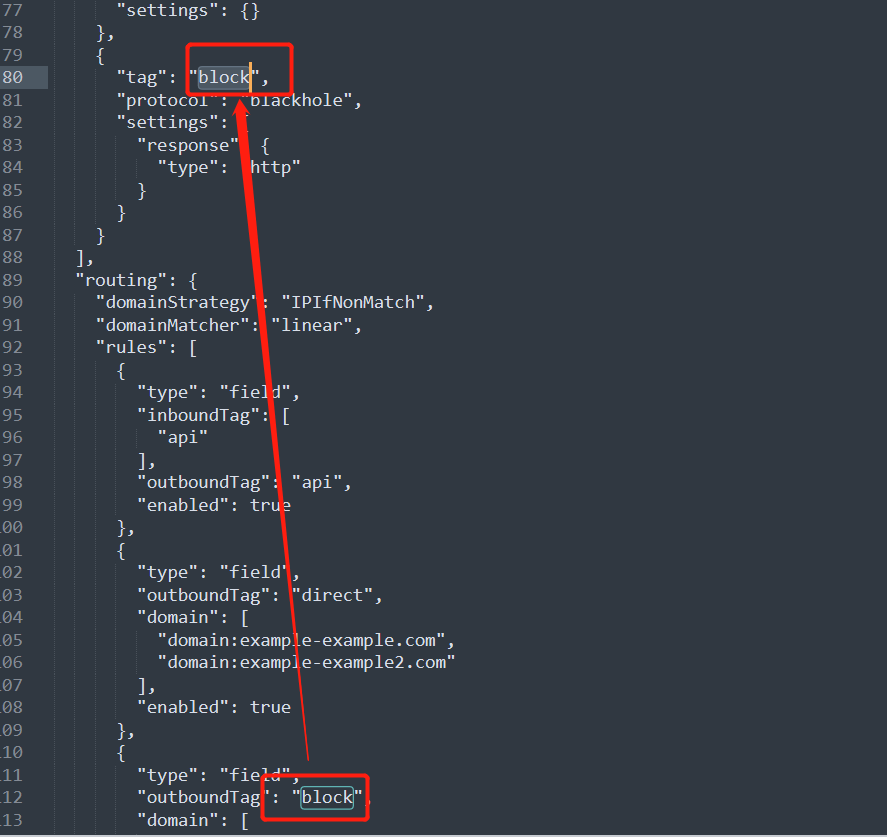 77 "settings": {}
78 },
79 {
80 "tag": "block",
81 "protocol": "blackhole",
82 "settings": {
83 "response" {
84 "type": http"
85 }
86 }
87 }
88 ],
89 "routing": {
90 "domainStrategy": "IPIfNonMatch",
91 "domainMatcher": "linear",
92 "rules": [
93 {
94 "type": "field",
95 "inboundTag": [
96 "api"
97 ],
98 "outboundTag": "api",
99 "enabled": true
00 },
01 {
02 "type": "field",
03 "outboundTag": "direct",
04 "domain": [
05 "domain:example-example.com",
06 "domain:example-example2.com"
07 ],
08 "enabled": true
09 },
10 {
11 "type": "field",
12 "outboundTag": "block",
13 "domain": [